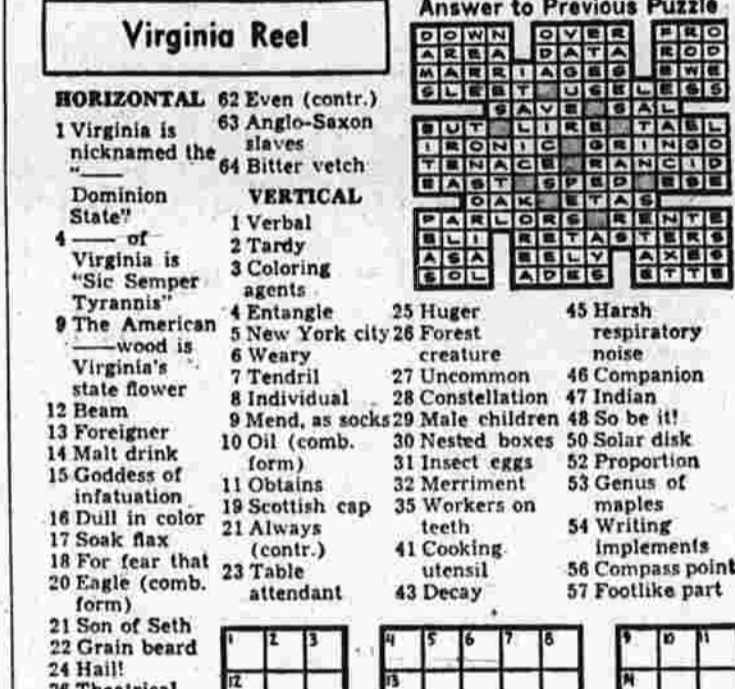 Virginia Reel
HORIZONTAL
1 Virginia is
nicknamed the
"——
Dominion
State"
4 —— of
Virginia is
"Sic Semper
Tyrannis"
9 The American
——wood is
Virginia's
state flower
12 Beam
13 Foreigner
14 Malt drink
15 Goddess of
infatuation
16 Dull in color
17 Soak flax
18 For fear that
20 Eagle (comb.
form)
21 Son of Seth
22 Grain beard
24 Hail!
26 Theatrical
62 Even (contr.)
63 Anglo-Saxon
slaves
64 Bitter vetch
VERTICAL
1 Verbal
2 Tardy
3 Coloring
agents
4 Entangle
5 New York city
6 Weary
7 Tendril
8 Individual
9 Mend, as socks
10 Oil (comb.
form)
11 Obtains
19 Scottish cap
21 Always
(contr.)
23 Table
attendant
Answer to Previous Puzzle
DOWN OVER PRO
AREA DATA ROD
MARRIAGES EWE
SLEET USELESS
SAVE SAL
BUT LIRE TAEL
IRONIC GRINGO
TENACE RANCID
EAST SPED ESE
OAK ETAS
PARLORS RENTE
ELI RETASTERS
ASA EELY AXES
SOL ADES
25 Huger
26 Forest
creature
27 Uncommon
28 Constellation
29 Male children
30 Nested boxes
31 Insect eggs
32 Merriment
35 Workers on
teeth
41 Cooking
utensil
43 Decay
45 Harsh
respiratory
noise
46 Companion
47 Indian
48 So be it!
50 Solar disk
52 Proportion
53 Genus of
maples
54 Writing
implements
56 Compass point
57 Footlike part
1 2 3 4 5 6 7 8 9 10 11
12 13 14